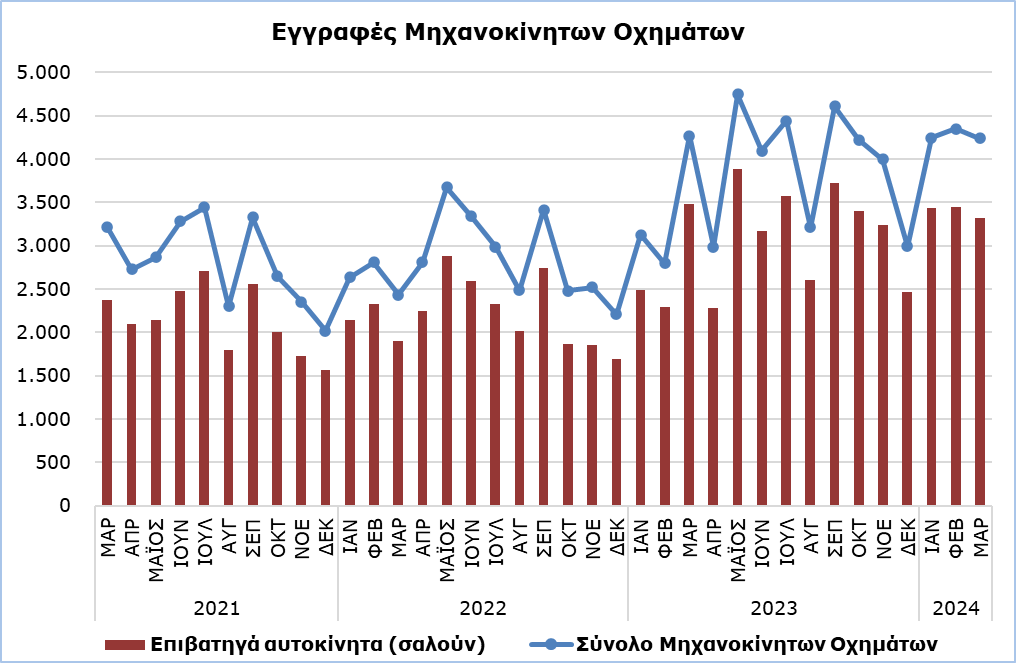 Εγγραφές Μηχανοκίνητων Οχημάτων
5.000
4.500
4.000
3.500
3.000
2.500
2.000
1.500
1.000
500
0
ΜΑΡ ΑΠΡ ΜΑΪΟΣ ΙΟΥΝ ΙΟΥΛ ΑΥΓ ΣΕΠ ΟΚΤ ΝΟΕ ΔΕΚ ΙΑΝ ΦΕΒ ΜΑΡ ΑΠΡ ΜΑΪΟΣ ΙΟΥΝ ΙΟΥΛ ΑΥΓ ΣΕΠ ΟΚΤ ΝΟΕ ΔΕΚ ΙΑΝ ΦΕΒ ΜΑΡ ΑΠΡ ΜΑΪΟΣ ΙΟΥΝ ΙΟΥΛ ΑΥΓ ΣΕΠ ΟΚΤ ΝΟΕ ΔΕΚ ΙΑΝ ΦΕΒ ΜΑΡ
2021 2022 2023 2024
Επιβατηγά αυτοκίνητα (σαλούν) Σύνολο Μηχανοκίνητων Οχημάτων